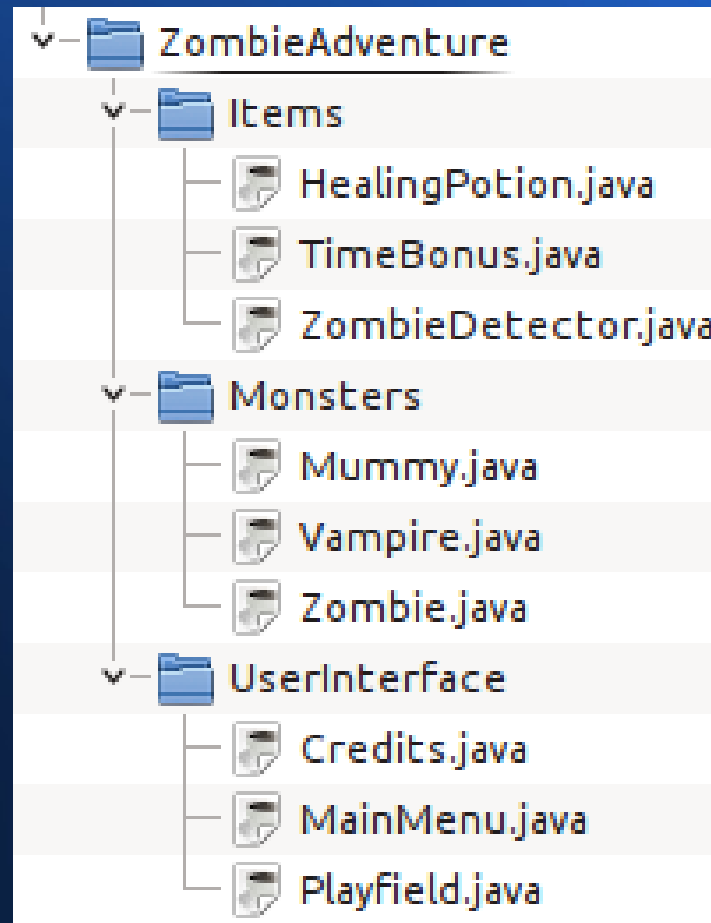 ZombieAdventure
Items
HealingPotion.java
TimeBonus.java
ZombieDetector.java
Monsters
Mummy.java
Vampire.java
Zombie.java
UserInterface
Credits.java
MainMenu.java
Playfield.java